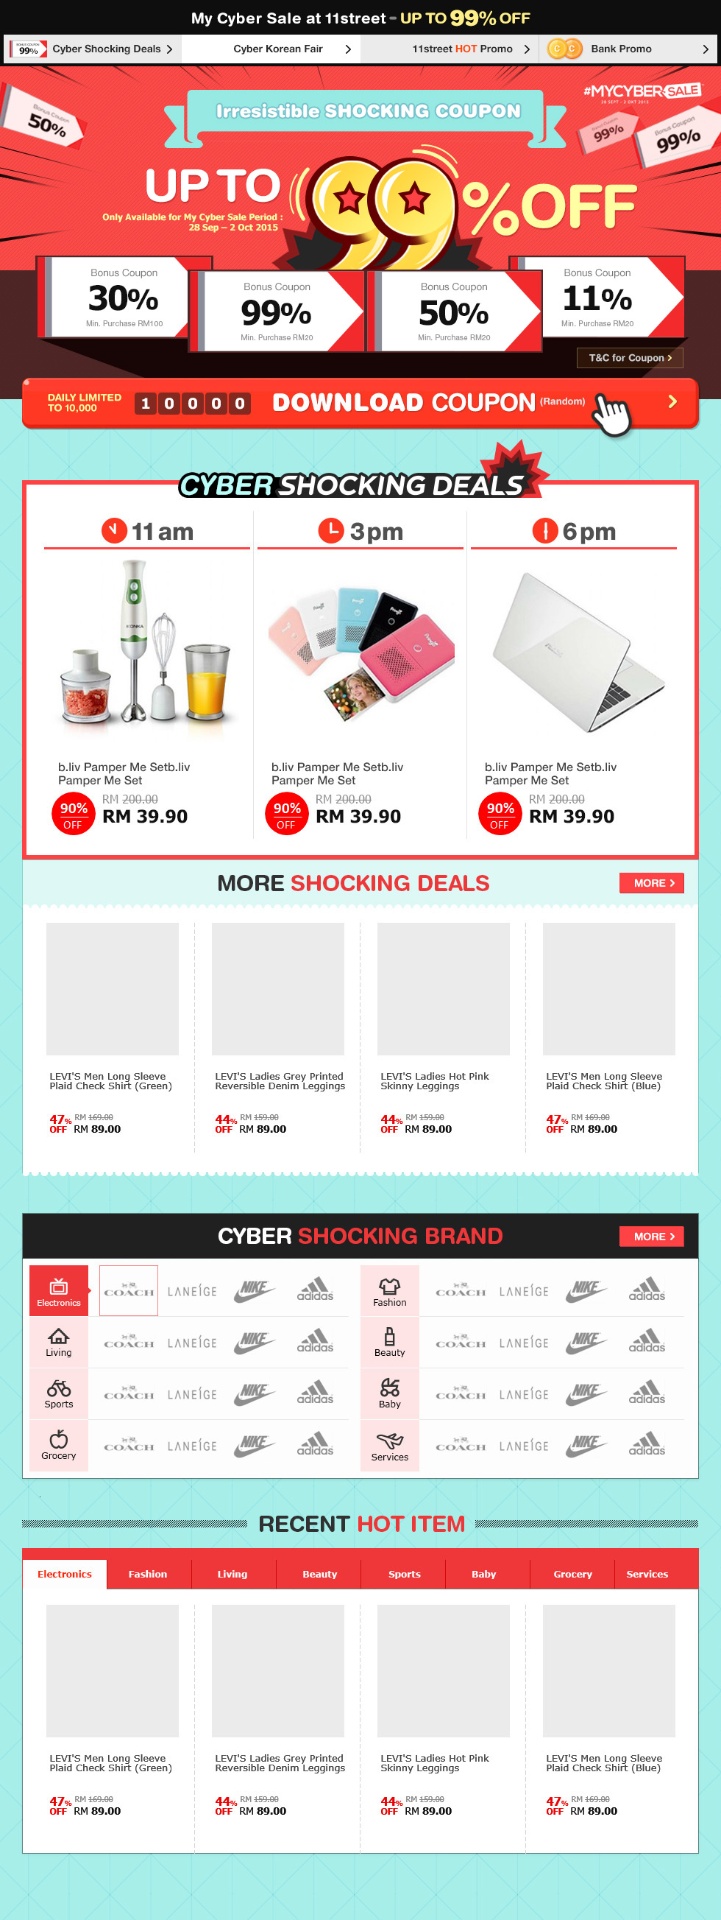 My Cyber Sale at 11street - UP TO 99% OFF
Cyber Shocking Deals
Cyber Korean Fair
11street HOT Promo
Bank Promo
#MYCYBERSALE
Bonus Coupon
50%
Irresistible SHOCKING COUPON
Bonus Coupon
99%
Bonus Coupon
99%
UP TO 99% OFF
Only Available for My Cyber Sale Period :
28 Sep – 2 Oct 2015
Bonus Coupon
30%
Min. Purchase RM100
Bonus Coupon
99%
Min. Purchase RM20
Bonus Coupon
50%
Min. Purchase RM20
Bonus Coupon
11%
Min. Purchase RM20
T&C for Coupon
DAILY LIMITED
TO 10,000
10000
DOWNLOAD COUPON (Random)
CYBER SHOCKING DEALS
11am
3pm
6pm
b.liv Pamper Me Setb.liv
Pamper Me Set
90%
OFF
RM 200.00
RM 39.90
b.liv Pamper Me Setb.liv
Pamper Me Set
90%
OFF
RM 200.00
RM 39.90
b.liv Pamper Me Setb.liv
Pamper Me Set
90%
OFF
RM 200.00
RM 39.90
MORE SHOCKING DEALS
MORE
LEVI'S Men Long Sleeve
Plaid Check Shirt (Green)
47% RM 169.00
OFF RM 89.00
LEVI'S Ladies Grey Printed
Reversible Denim Leggings
44% RM 159.00
OFF RM 89.00
LEVI'S Ladies Hot Pink
Skinny Leggings
44% RM 159.00
OFF RM 89.00
LEVI'S Men Long Sleeve
Plaid Check Shirt (Blue)
47% RM 169.00
OFF RM 89.00
CYBER SHOCKING BRAND
MORE
Electronics COACH LANEIGE NIKE adidas
Fashion COACH LANEIGE NIKE adidas
Living COACH LANEIGE NIKE adidas
Beauty COACH LANEIGE NIKE adidas
Sports COACH LANEIGE NIKE adidas
Baby COACH LANEIGE NIKE adidas
Grocery COACH LANEIGE NIKE adidas
Services COACH LANEIGE NIKE adidas
RECENT HOT ITEM
Electronics Fashion Living Beauty Sports Baby Grocery Services
LEVI'S Men Long Sleeve
Plaid Check Shirt (Green)
47% RM 169.00
OFF RM 89.00
LEVI'S Ladies Grey Printed
Reversible Denim Leggings
44% RM 159.00
OFF RM 89.00
LEVI'S Ladies Hot Pink
Skinny Leggings
44% RM 159.00
OFF RM 89.00
LEVI'S Men Long Sleeve
Plaid Check Shirt (Blue)
47% RM 169.00
OFF RM 89.00